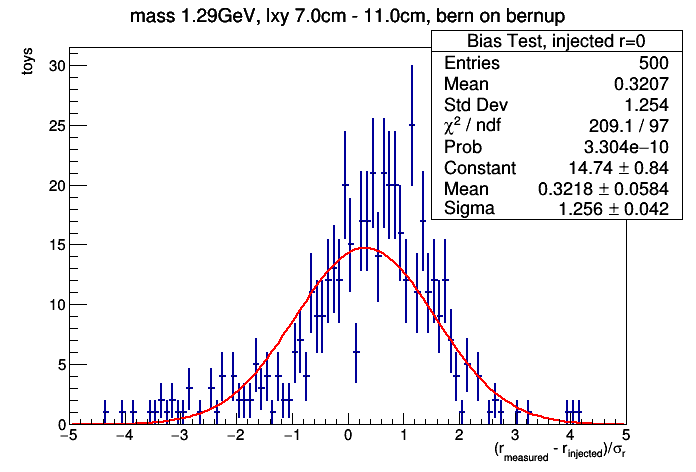 mass 1.29GeV, lxy 7.0cm - 11.0cm, bern on bernup
Bias Test, injected r=0
Entries 500
Mean 0.3207
Std Dev 1.254
χ² / ndf 209.1 / 97
Prob 3.304e−10
Constant 14.74 ± 0.84
Mean 0.3218 ± 0.0584
Sigma 1.256 ± 0.042
toys
30
25
20
15
10
5
0
−5 −4 −3 −2 −1 0 1 2 3 4 5
(r_measured - r_injected)/σ_r